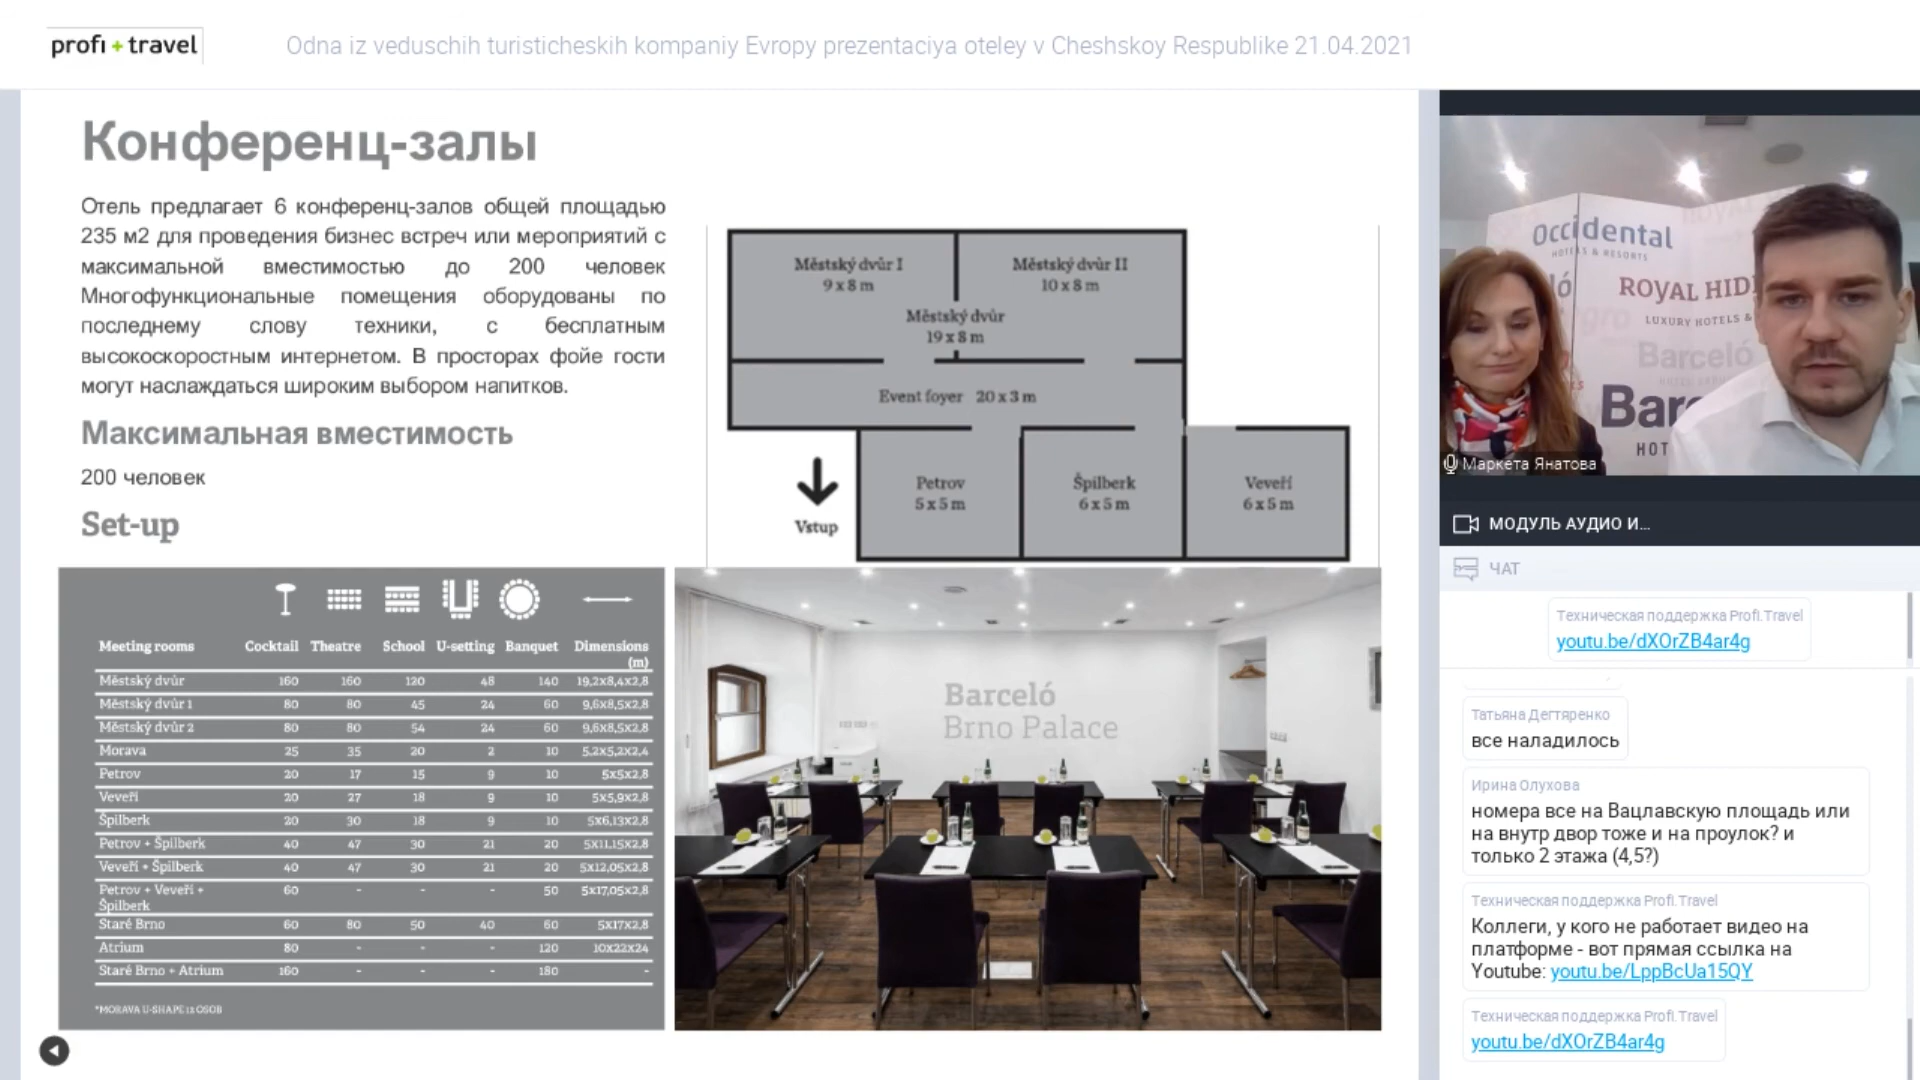 profi + travel
Odna iz veduschih turisticheskih kompaniy Evropy prezentaciya oteley v Cheshskoy Respublike 21.04.2021
Конференц-залы
Отель предлагает 6 конференц-залов общей площадью
235 м2 для проведения бизнес встреч или мероприятий с
максимальной вместимостью до 200 человек
Многофункциональные помещения оборудованы по
последнему слову техники, с бесплатным
высокоскоростным интернетом. В просторах фойе гости
могут наслаждаться широким выбором напитков.
Максимальная вместимость
200 человек
Set-up
Městský dvůr I
9 x 8 m
Městský dvůr II
10 x 8 m
Městský dvůr
19 x 8 m
Event foyer 20 x 3 m
Vstup
Petrov
5 x 5 m
Špilberk
6 x 5 m
Veveří
6 x 5 m
Meeting rooms Cocktail Theatre School U-setting Banquet Dimensions
(m)
Městský dvůr 160 160 120 48 140 19,2x8,4x2,8
Městský dvůr 1 80 80 45 24 60 9,6x8,5x2,8
Městský dvůr 2 80 80 54 24 60 9,6x8,5x2,8
Morava 25 35 20 2 10 5,2x5,2x2,4
Petrov 20 17 15 9 10 5x5x2,8
Veveří 20 27 18 9 10 5x5,9x2,8
Špilberk 20 30 18 9 10 5x6,13x2,8
Petrov + Špilberk 40 47 30 21 20 5x11,15x2,8
Veveří + Špilberk 40 47 30 21 20 5x12,05x2,8
Petrov + Veveří +
Špilberk 60 - - - 50 5x17,05x2,8
Staré Brno 60 80 50 40 60 5x17x2,8
Atrium 80 - - - 120 10x22x24
Staré Brno + Atrium 160 - - - 180 -
*MORAVA U-SHAPE 12 OSOB
Barceló
Brno Palace
Occidental
HOTELS & RESORTS
ROYAL HID
LUXURY HOTELS &
Barceló
Bar
HOT
Маркета Янатова
МОДУЛЬ АУДИО И...
ЧАТ
Техническая поддержка Profi.Travel
youtu.be/dXOrZB4ar4g
Татьяна Дегтяренко
все наладилось
Ирина Олухова
номера все на Вацлавскую площадь или
на внутр двор тоже и на проулок? и
только 2 этажа (4,5?)
Техническая поддержка Profi.Travel
Коллеги, у кого не работает видео на
платформе - вот прямая ссылка на
Youtube: youtu.be/LppBcUa15QY
Техническая поддержка Profi.Travel
youtu.be/dXOrZB4ar4g